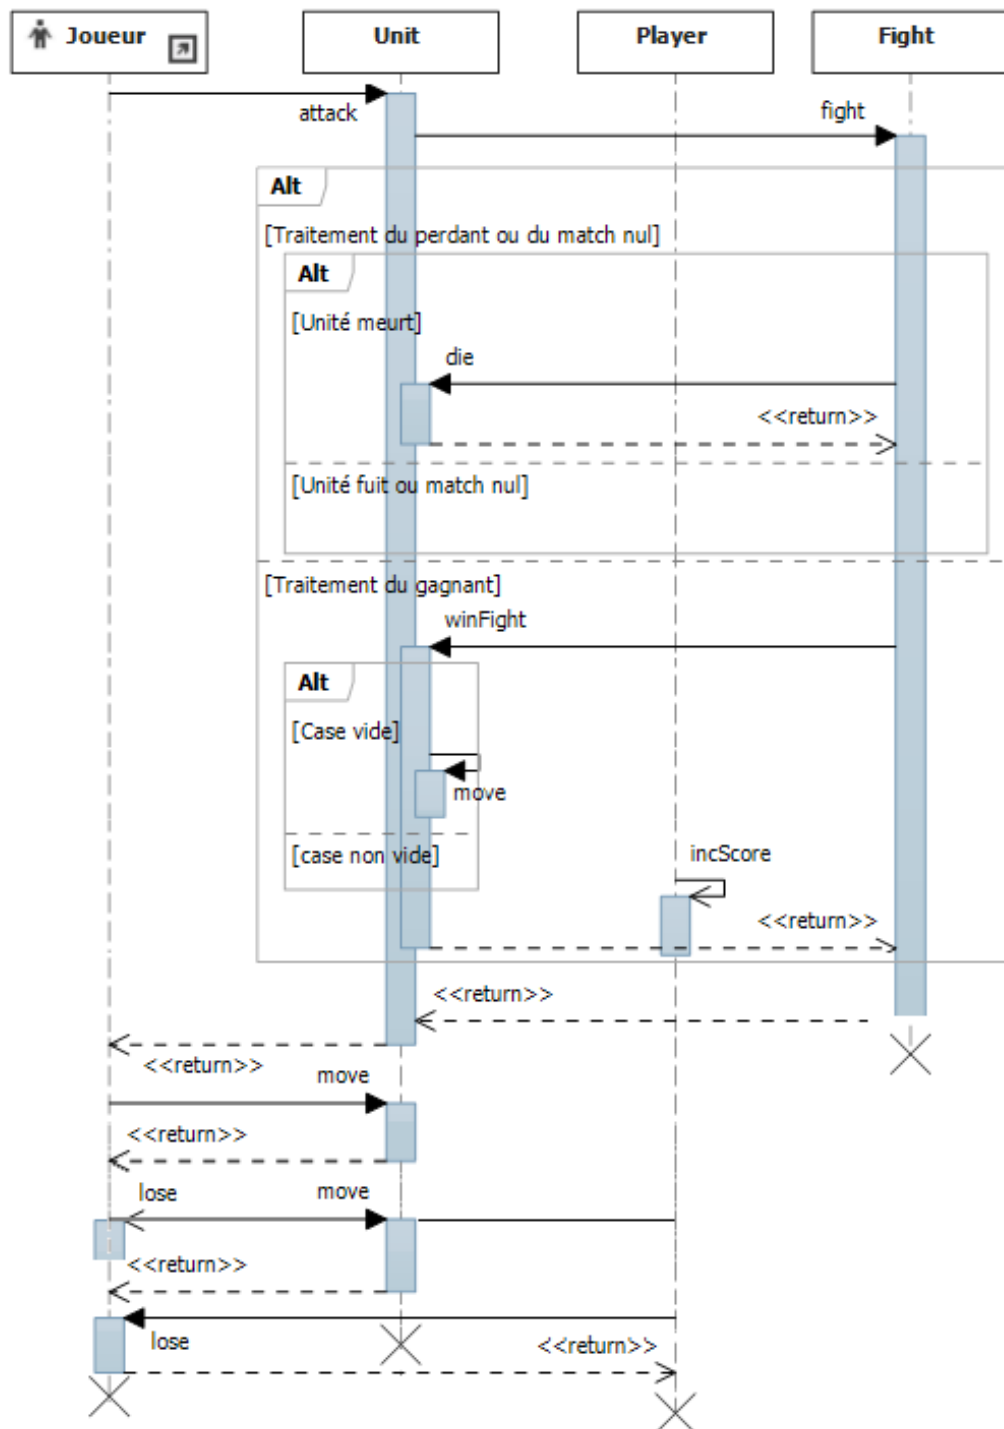 Joueur
Unit
Player
Fight
attack
fight
Alt
[Traitement du perdant ou du match nul]
Alt
[Unité meurt]
die
<<return>>
[Unité fuit ou match nul]
[Traitement du gagnant]
winFight
Alt
[Case vide]
move
[case non vide]
incScore
<<return>>
<<return>>
<<return>>
move
<<return>>
lose
move
<<return>>
lose
<<return>>